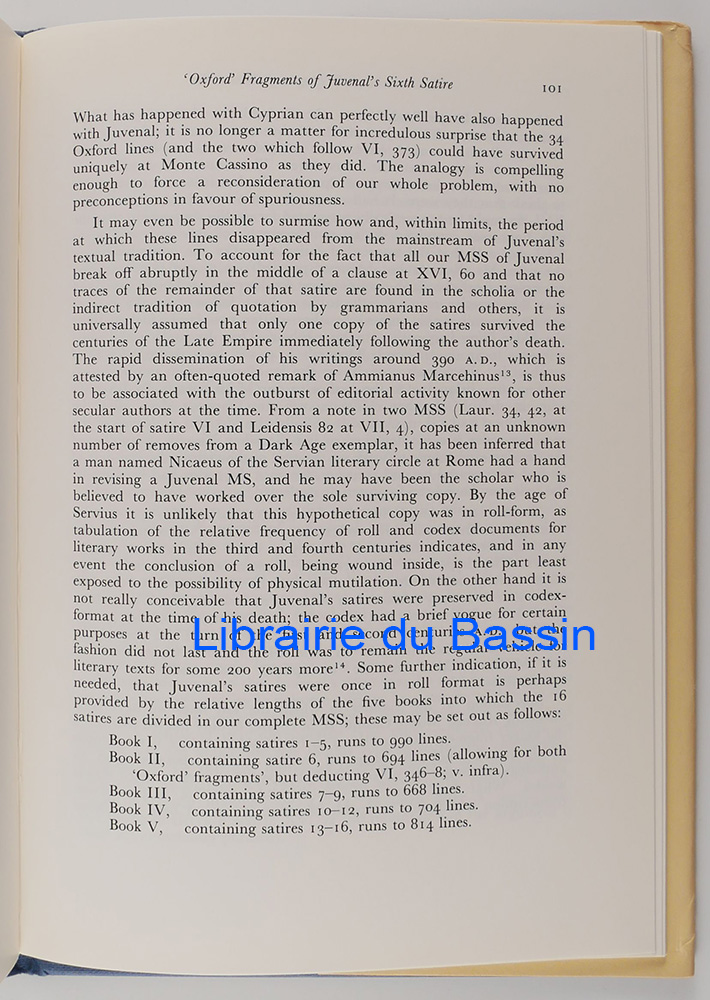 'Oxford' Fragments of Juvenal's Sixth Satire 101
What has happened with Cyprian can perfectly well have also happened
with Juvenal; it is no longer a matter for incredulous surprise that the 34
Oxford lines (and the two which follow VI, 373) could have survived
uniquely at Monte Cassino as they did. The analogy is compelling
enough to force a reconsideration of our whole problem, with no
preconceptions in favour of spuriousness.
It may even be possible to surmise how and, within limits, the period
at which these lines disappeared from the mainstream of Juvenal's
textual tradition. To account for the fact that all our MSS of Juvenal
break off abruptly in the middle of a clause at XVI, 60 and that no
traces of the remainder of that satire are found in the scholia or the
indirect tradition of quotation by grammarians and others, it is
universally assumed that only one copy of the satires survived the
centuries of the Late Empire immediately following the author's death.
The rapid dissemination of his writings around 390 A.D., which is
attested by an often-quoted remark of Ammianus Marcehinus¹³, is thus
to be associated with the outburst of editorial activity known for other
secular authors at the time. From a note in two MSS (Laur. 34, 42, at
the start of satire VI and Leidensis 82 at VII, 4), copies at an unknown
number of removes from a Dark Age exemplar, it has been inferred that
a man named Nicaeus of the Servian literary circle at Rome had a hand
in revising a Juvenal MS, and he may have been the scholar who is
believed to have worked over the sole surviving copy. By the age of
Servius it is unlikely that this hypothetical copy was in roll-form, as
tabulation of the relative frequency of roll and codex documents for
literary works in the third and fourth centuries indicates, and in any
event the conclusion of a roll, being wound inside, is the part least
exposed to the possibility of physical mutilation. On the other hand it is
not really conceivable that Juvenal's satires were preserved in codex-
format at the time of his death; the codex had a brief vogue for certain
purposes at the turn of the first and second centuries A.D., but the
fashion did not last and the roll was to remain the regular vehicle for
literary texts for some 200 years more¹⁴. Some further indication, if it is
needed, that Juvenal's satires were once in roll format is perhaps
provided by the relative lengths of the five books into which the 16
satires are divided in our complete MSS; these may be set out as follows:
Book I, containing satires 1–5, runs to 990 lines.
Book II, containing satire 6, runs to 694 lines (allowing for both
'Oxford' fragments', but deducting VI, 346–8; v. infra).
Book III, containing satires 7–9, runs to 668 lines.
Book IV, containing satires 10–12, runs to 704 lines.
Book V, containing satires 13–16, runs to 814 lines.
Librairie du Bassin